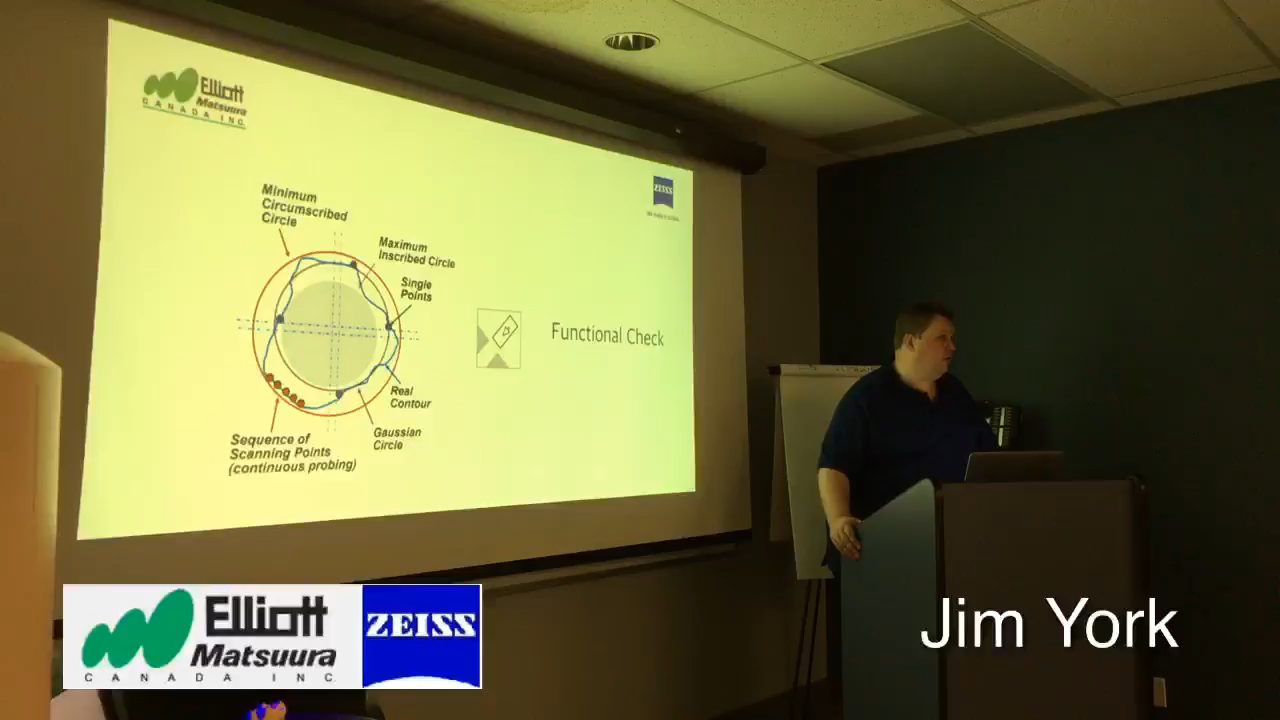 Elliott
Matsuura
CANADA INC.
ZEISS
Minimum
Circumscribed
Circle
Maximum
Inscribed Circle
Single
Points
Functional Check
Real
Contour
Gaussian
Circle
Sequence of
Scanning Points
(continuous probing)
Elliott
Matsuura
CANADA INC.
ZEISS
Jim York